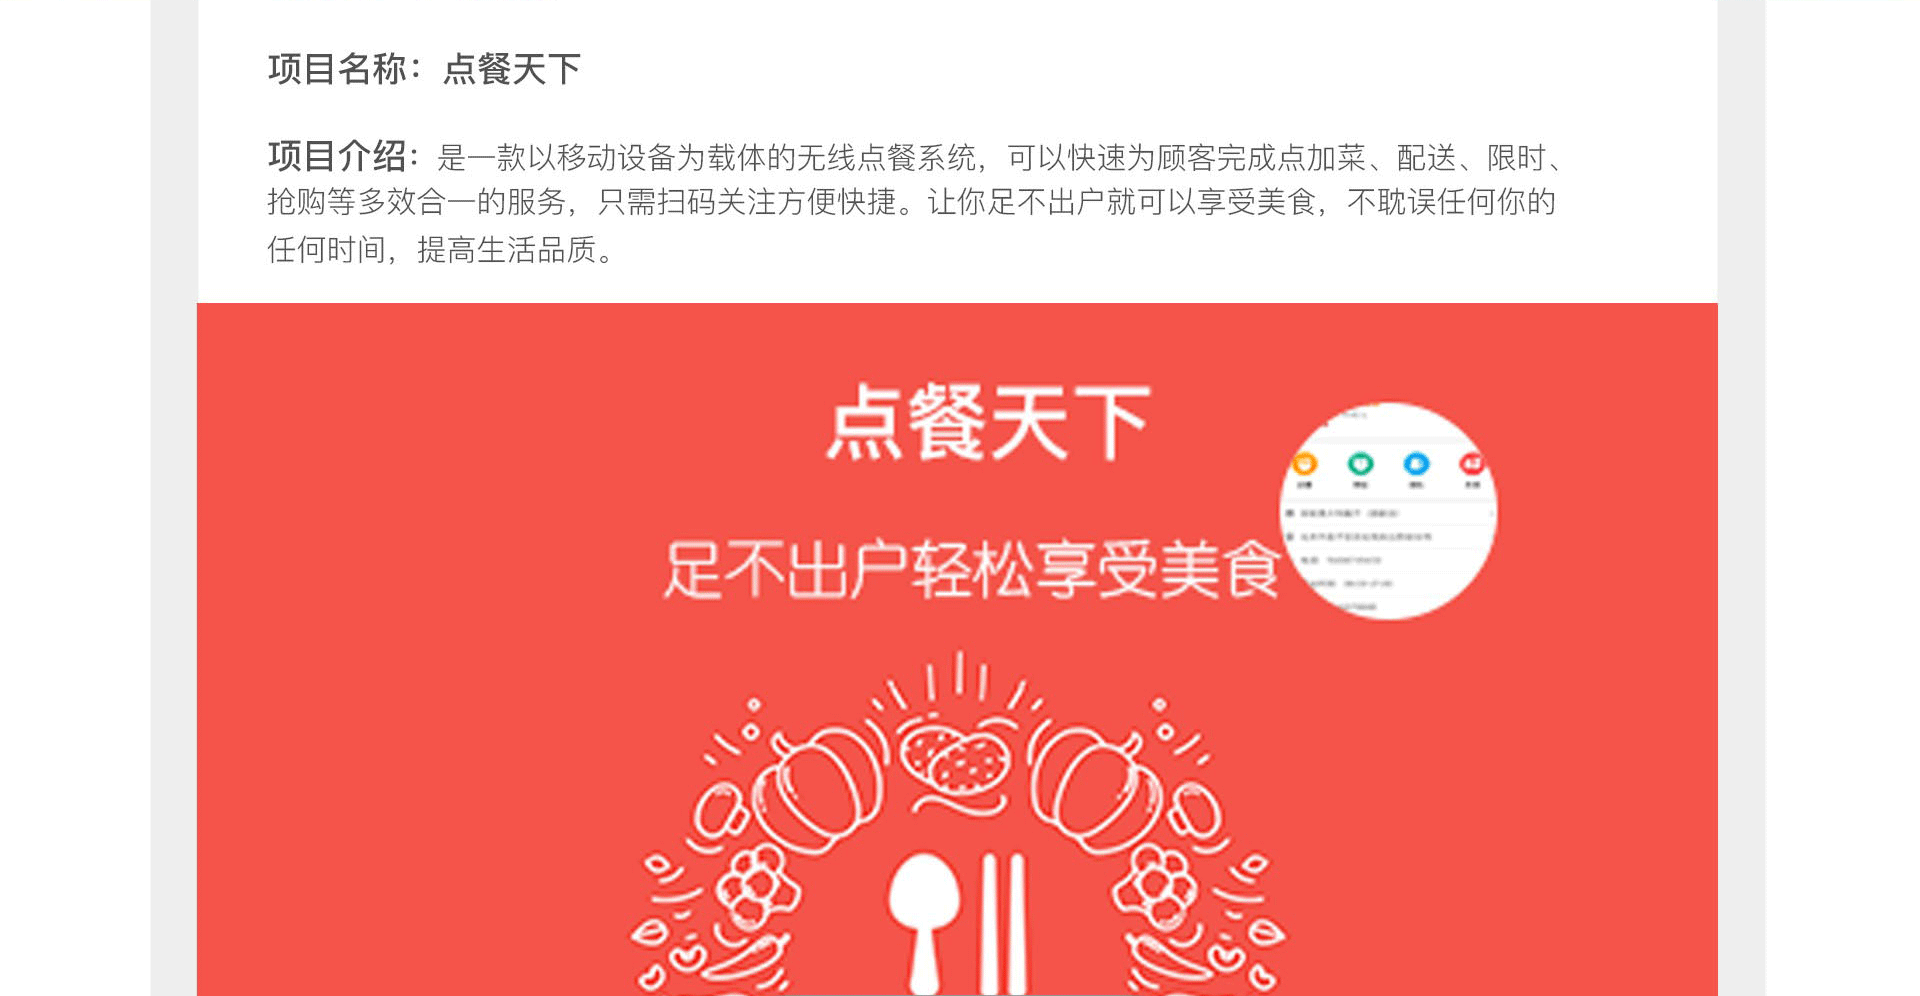 项目名称：点餐天下
项目介绍：是一款以移动设备为载体的无线点餐系统，可以快速为顾客完成点加菜、配送、限时、
抢购等多效合一的服务，只需扫码关注方便快捷。让你足不出户就可以享受美食，不耽误任何你的
任何时间，提高生活品质。
点餐天下
足不出户轻松享受美食